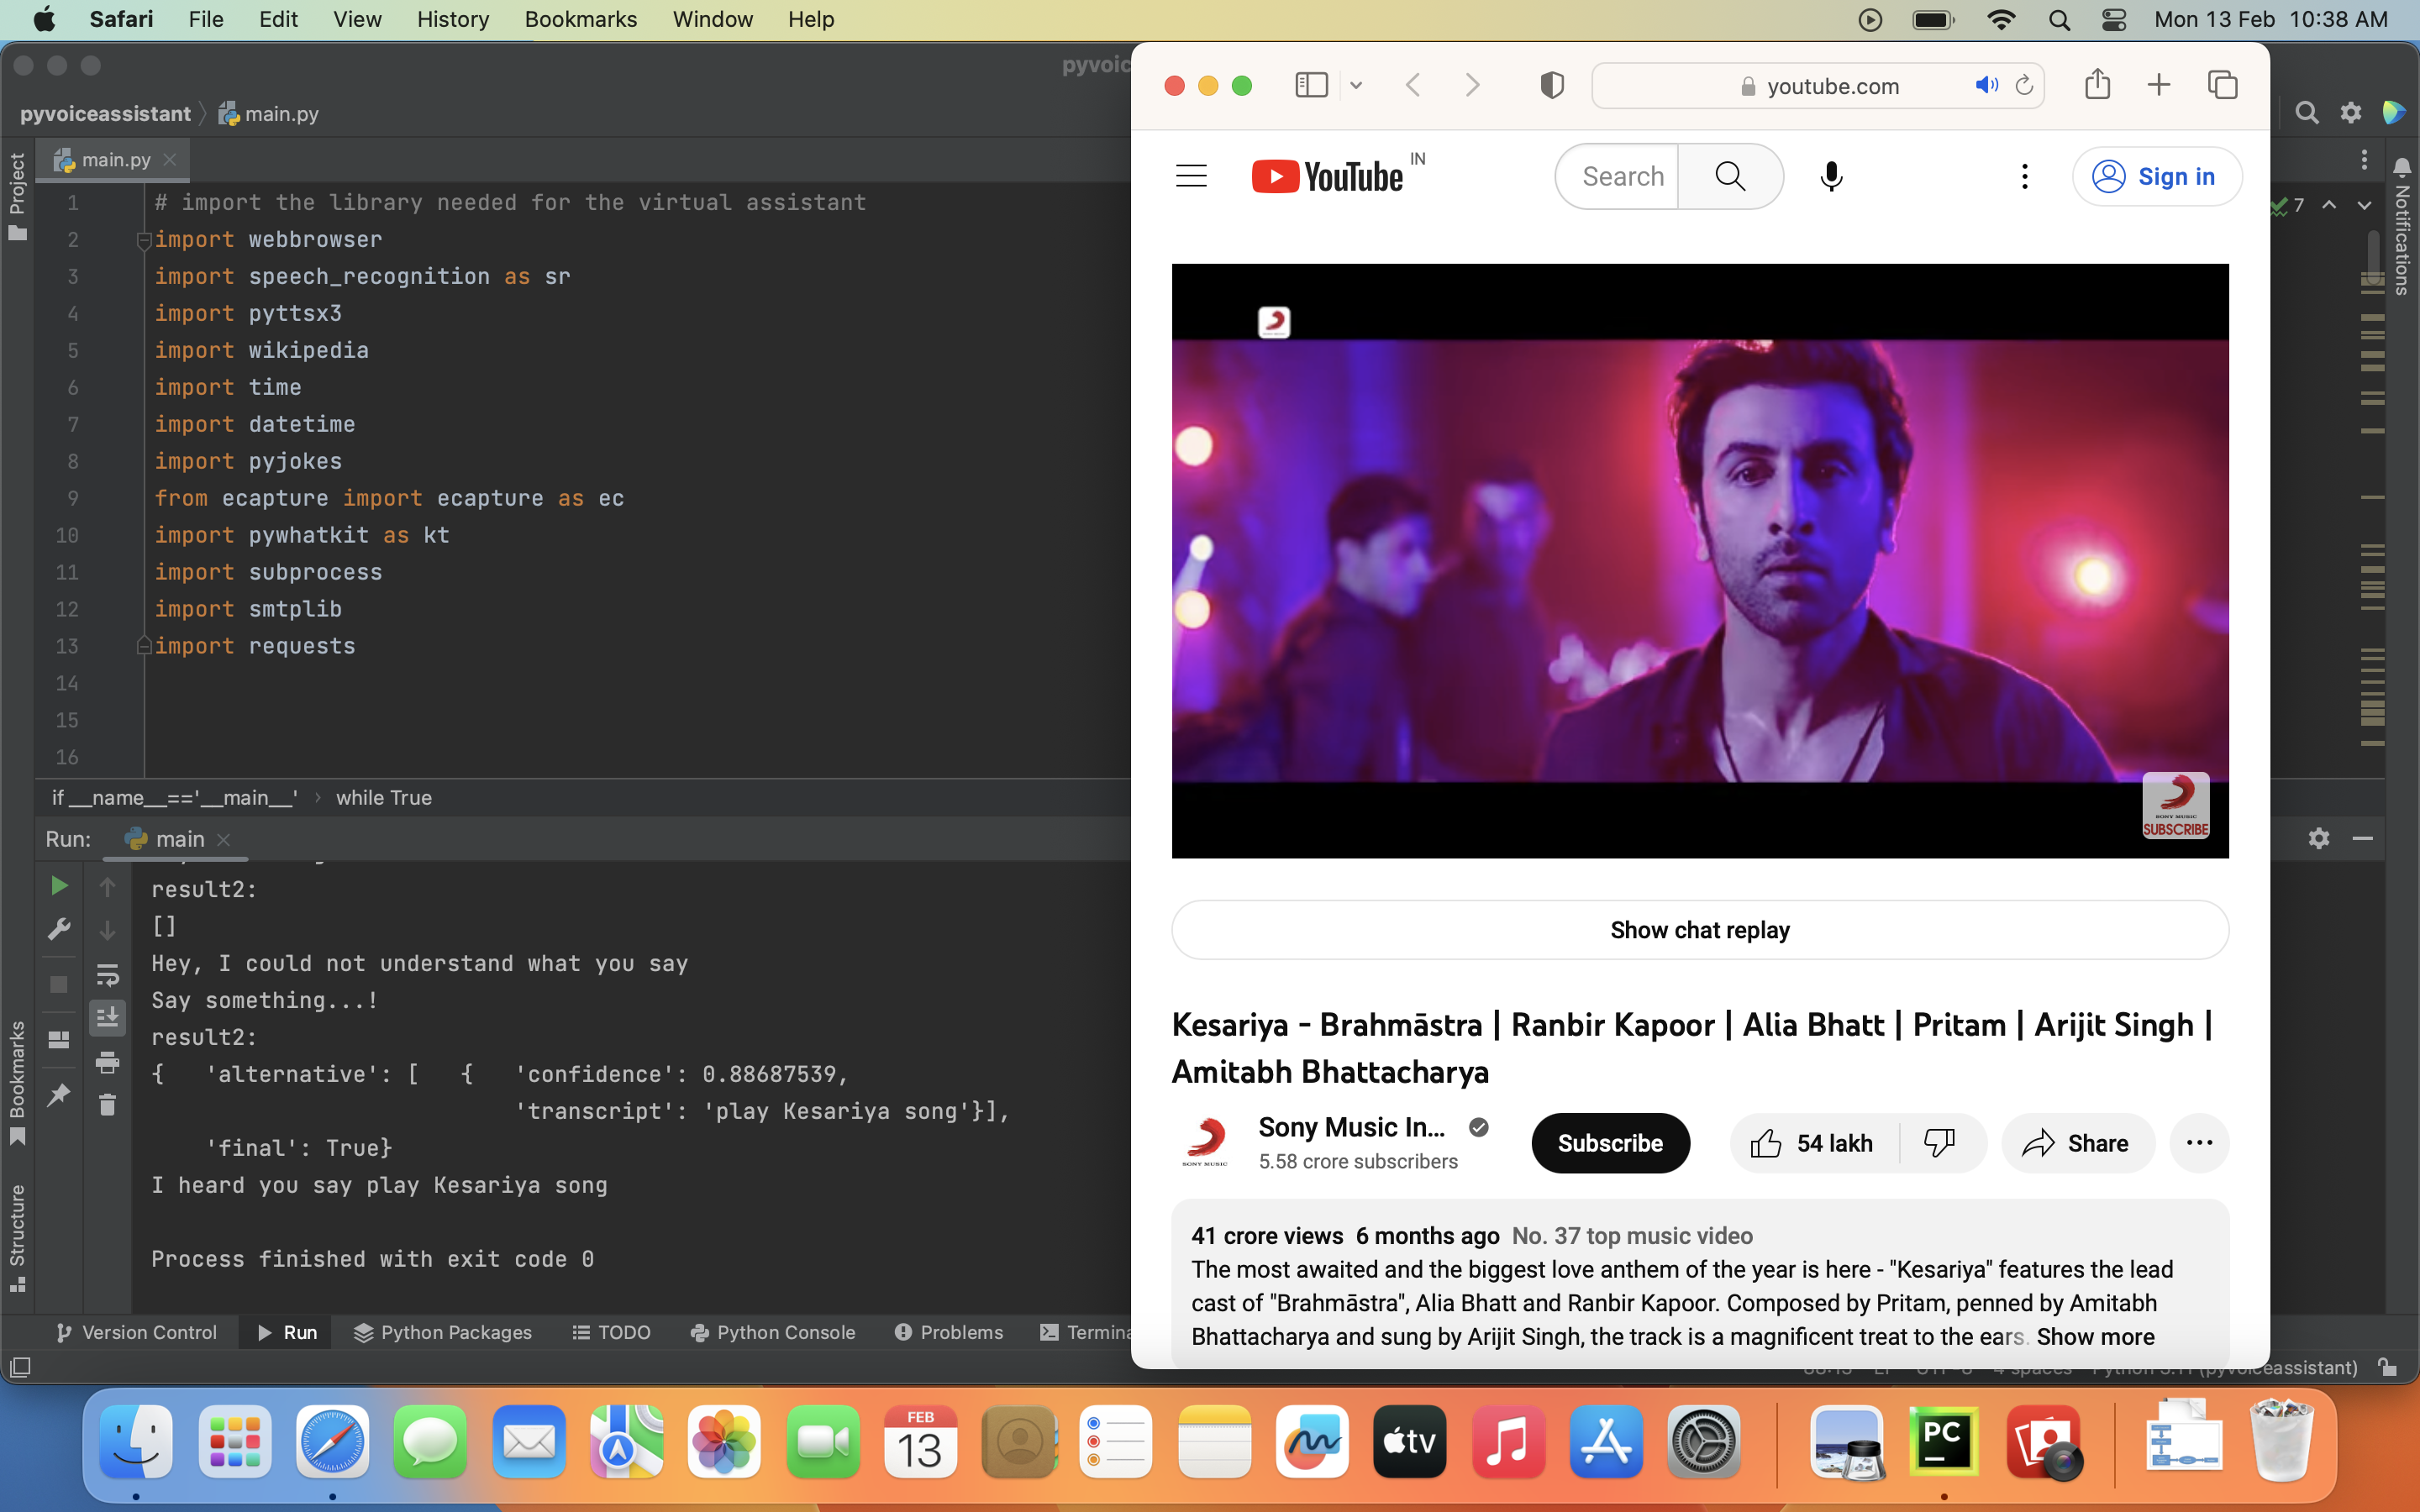 Safari File Edit View History Bookmarks Window Help Mon 13 Feb 10:38 AM
pyvoic
pyvoiceassistant main.py
main.py
Project
1 # import the library needed for the virtual assistant
2 import webbrowser
3 import speech_recognition as sr
4 import pyttsx3
5 import wikipedia
6 import time
7 import datetime
8 import pyjokes
9 from ecapture import ecapture as ec
10 import pywhatkit as kt
11 import subprocess
12 import smtplib
13 import requests
14
15
16
if __name__=='__main__' › while True
Run: main
result2:
[]
Hey, I could not understand what you say
Say something...!
result2:
{   'alternative': [   {   'confidence': 0.88687539,
'transcript': 'play Kesariya song'}],
'final': True}
I heard you say play Kesariya song
Process finished with exit code 0
Bookmarks
Structure
Version Control Run Python Packages TODO Python Console Problems Termina
youtube.com
YouTube IN
Search
Sign in
7
Notifications
SONY MUSIC
SUBSCRIBE
Show chat replay
Kesariya - Brahmāstra | Ranbir Kapoor | Alia Bhatt | Pritam | Arijit Singh |
Amitabh Bhattacharya
SONY MUSIC
Sony Music In...
5.58 crore subscribers
Subscribe
54 lakh
Share
41 crore views 6 months ago No. 37 top music video
The most awaited and the biggest love anthem of the year is here - "Kesariya" features the lead
cast of "Brahmāstra", Alia Bhatt and Ranbir Kapoor. Composed by Pritam, penned by Amitabh
Bhattacharya and sung by Arijit Singh, the track is a magnificent treat to the ears. Show more
4 spaces Python 3.11 (pyvoiceassistant)
FEB
13
tv
PC